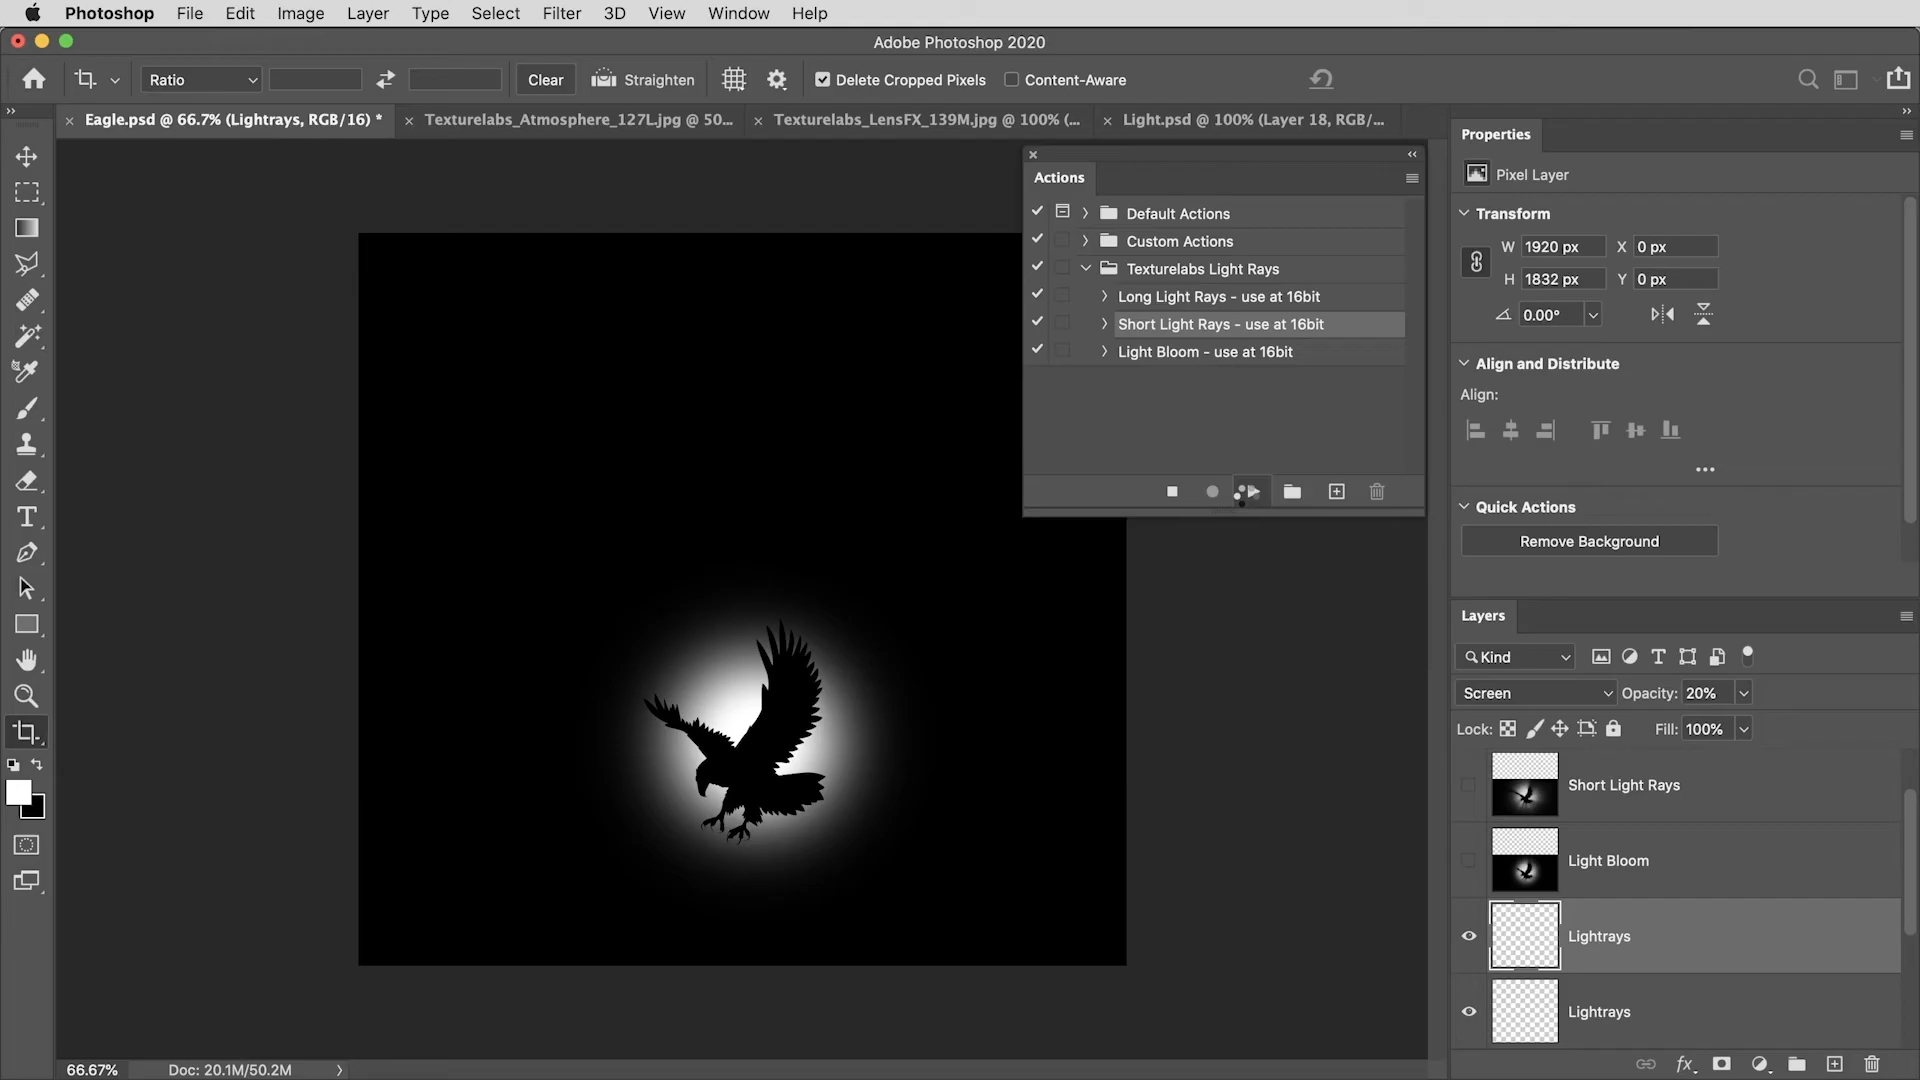 Photoshop File Edit Image Layer Type Select Filter 3D View Window Help
Adobe Photoshop 2020
Ratio Clear Straighten Delete Cropped Pixels Content-Aware
Eagle.psd @ 66.7% (Lightrays, RGB/16) * Texturelabs_Atmosphere_127L.jpg @ 50... Texturelabs_LensFX_139M.jpg @ 100% (... Light.psd @ 100% (Layer 18, RGB/...
Actions
Default Actions
Custom Actions
Texturelabs Light Rays
Long Light Rays - use at 16bit
Short Light Rays - use at 16bit
Light Bloom - use at 16bit
Properties
Pixel Layer
Transform
W 1920 px X 0 px
H 1832 px Y 0 px
0.00°
Align and Distribute
Align:
Quick Actions
Remove Background
Layers
Kind
Screen Opacity: 20%
Lock: Fill: 100%
Short Light Rays
Light Bloom
Lightrays
Lightrays
66.67% Doc: 20.1M/50.2M